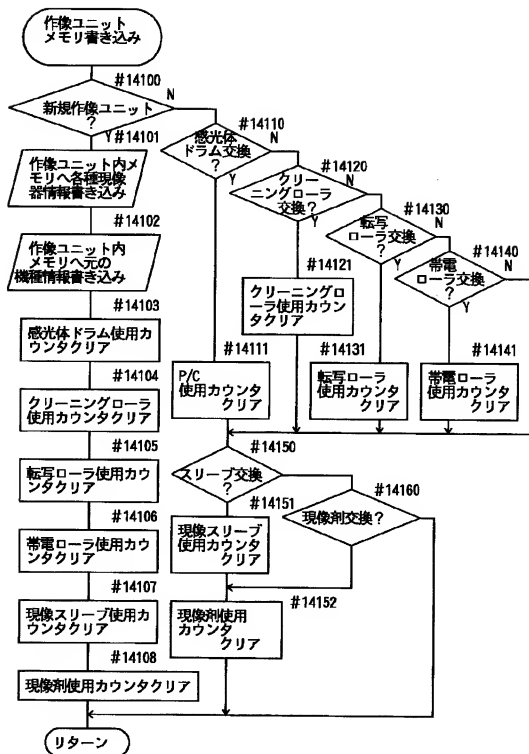 作像ユニット
メモリ書き込み
#14100
新規作像ユニット
?
N
Y
#14101
作像ユニット内メ
モリへ各種現像
器情報書き込み
#14102
作像ユニット内
メモリへ元の
機種情報書き込み
#14103
感光体ドラム使用カ
ウンタクリア
#14104
クリーニングローラ
使用カウンタクリア
#14105
転写ローラ使用カウ
ンタクリア
#14106
帯電ローラ使用カウ
ンタクリア
#14107
現像スリーブ使用カ
ウンタクリア
#14108
現像剤使用カウンタクリア
リターン
#14110
感光体
ドラム交換
?
N
Y
#14111
P/C
使用カウンタ
クリア
#14120
クリー
ニングローラ
交換?
N
Y
#14121
クリーニングロ
ーラ使用カウン
タクリア
#14130
転写
ローラ交換
?
N
Y
#14131
転写ローラ
使用カウンタ
クリア
#14140
帯電
ローラ交換
?
N
Y
#14141
帯電ローラ
使用カウンタ
クリア
#14150
スリーブ交換
?
#14151
現像スリーブ
使用カウンタ
クリア
#14160
現像剤交換?
#14152
現像剤使用
カウンタ
クリア